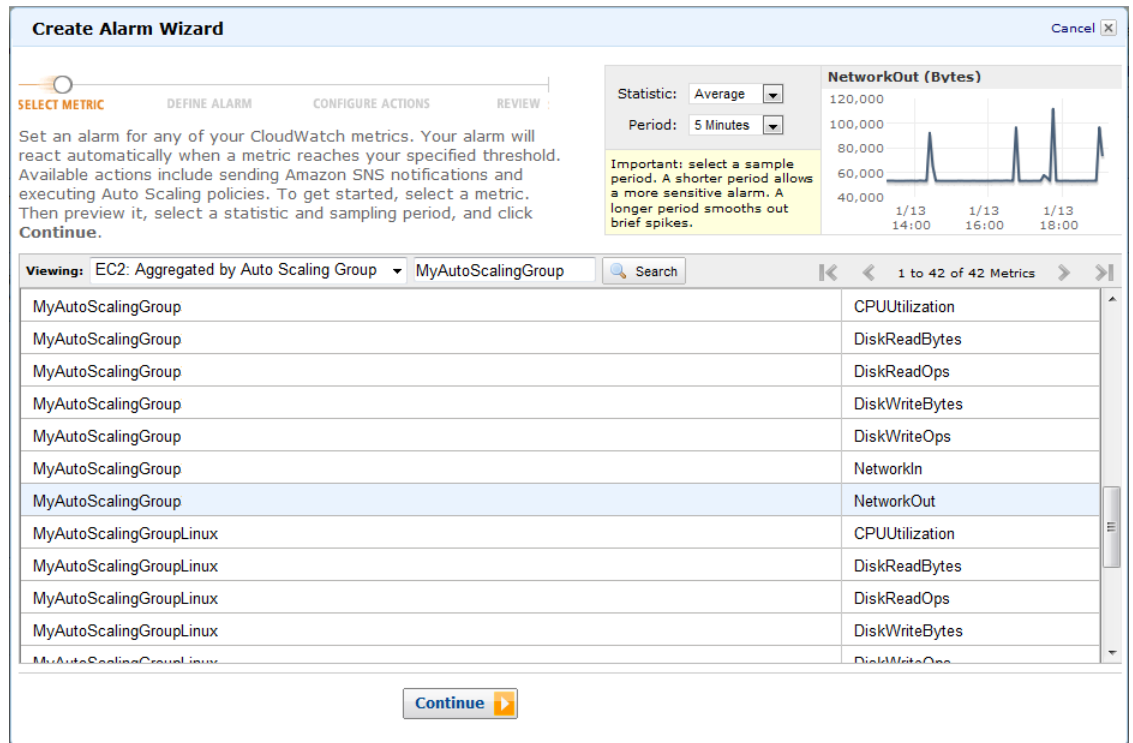 Create Alarm Wizard
Cancel
SELECT METRIC DEFINE ALARM CONFIGURE ACTIONS REVIEW
Set an alarm for any of your CloudWatch metrics. Your alarm will
react automatically when a metric reaches your specified threshold.
Available actions include sending Amazon SNS notifications and
executing Auto Scaling policies. To get started, select a metric.
Then preview it, select a statistic and sampling period, and click
Continue.
Statistic: Average
Period: 5 Minutes
Important: select a sample
period. A shorter period allows
a more sensitive alarm. A
longer period smooths out
brief spikes.
NetworkOut (Bytes)
120,000
100,000
80,000
60,000
40,000
1/13 1/13 1/13
14:00 16:00 18:00
Viewing: EC2: Aggregated by Auto Scaling Group MyAutoScalingGroup Search 1 to 42 of 42 Metrics
MyAutoScalingGroup CPUUtilization
MyAutoScalingGroup DiskReadBytes
MyAutoScalingGroup DiskReadOps
MyAutoScalingGroup DiskWriteBytes
MyAutoScalingGroup DiskWriteOps
MyAutoScalingGroup NetworkIn
MyAutoScalingGroup NetworkOut
MyAutoScalingGroupLinux CPUUtilization
MyAutoScalingGroupLinux DiskReadBytes
MyAutoScalingGroupLinux DiskReadOps
MyAutoScalingGroupLinux DiskWriteBytes
MyAutoScalingGroupLinux DiskWriteOps
Continue